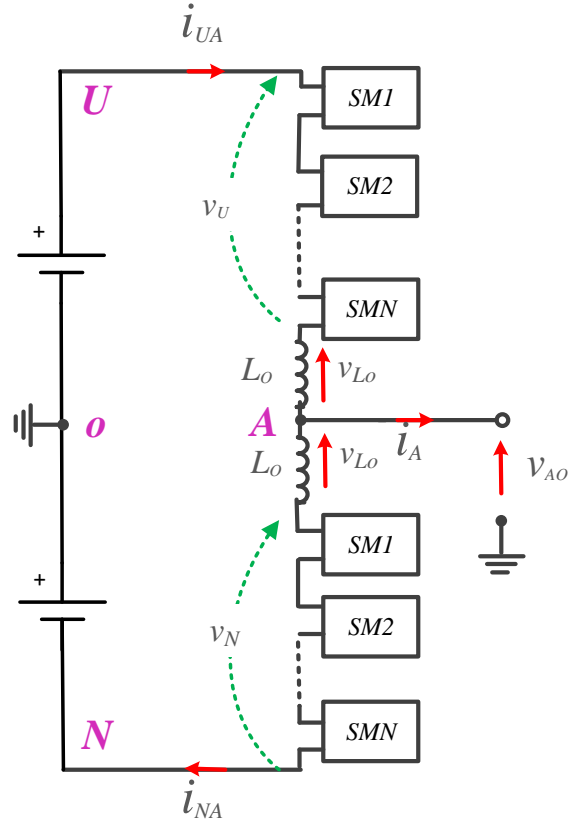 i_UA
U
SM1
SM2
v_U
+
SMN
L_O
v_Lo
o
A
i_A
L_O
v_Lo
v_AO
SM1
+
SM2
v_N
N
SMN
i_NA